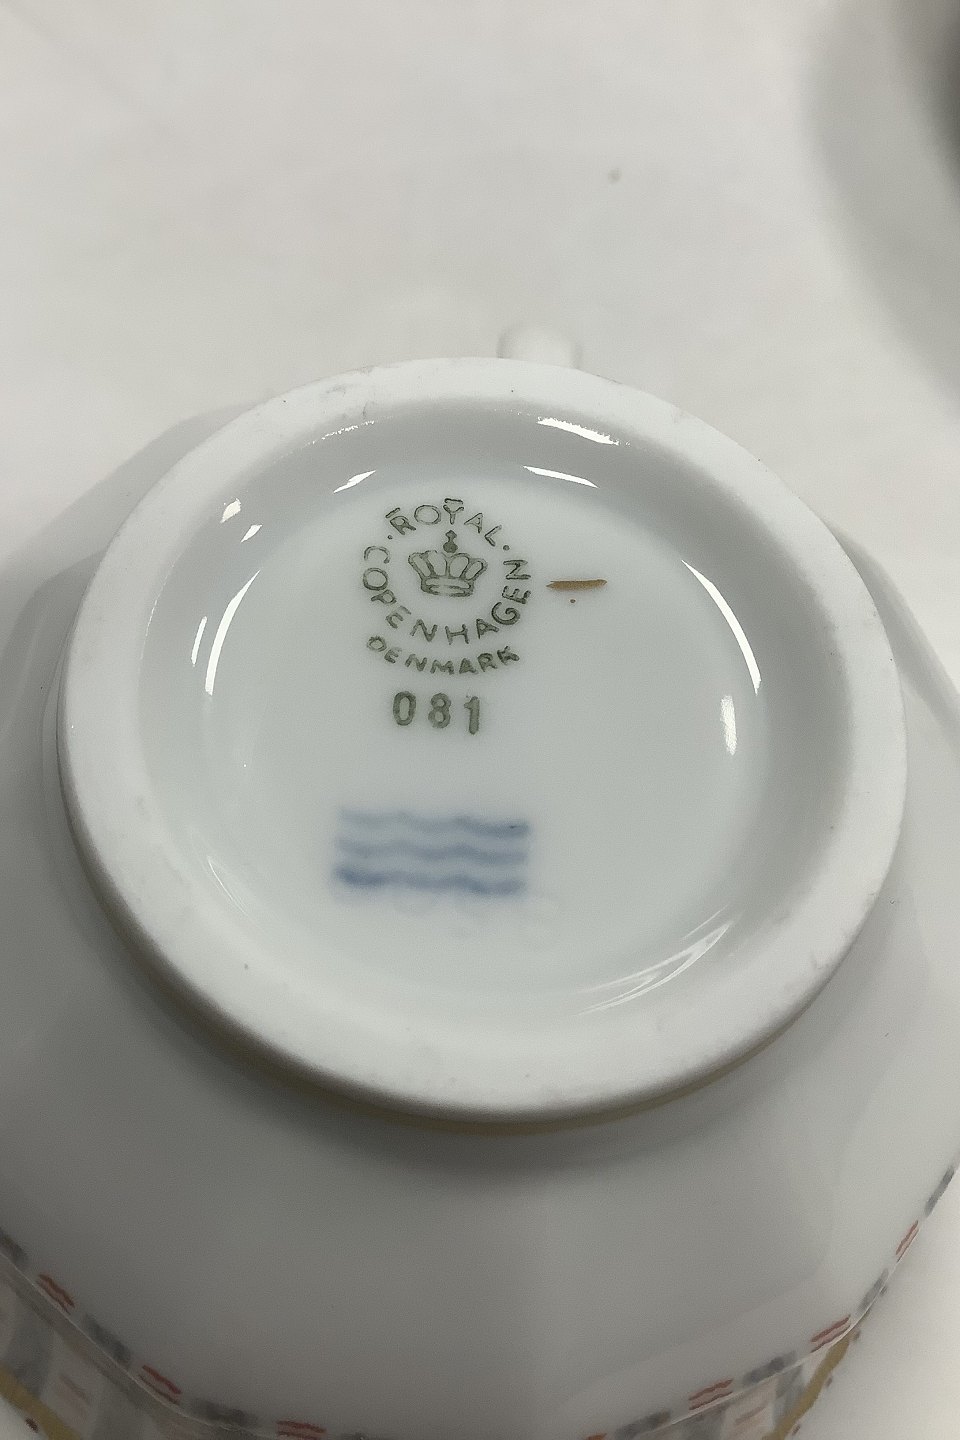 ROYAL
COPENHAGEN
DENMARK
081